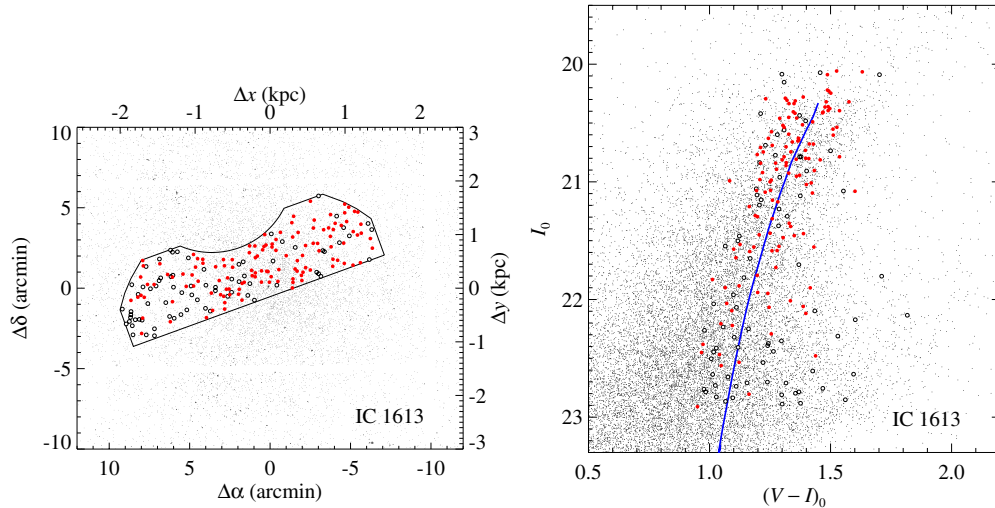 Δx (kpc)
-2 -1 0 1 2
10
5
0
-5
-10
Δδ (arcmin)
3
2
1
0
-1
-2
-3
Δy (kpc)
IC 1613
10 5 0 -5 -10
Δα (arcmin)
20
21
22
23
I0
IC 1613
0.5 1.0 1.5 2.0
(V – I)0